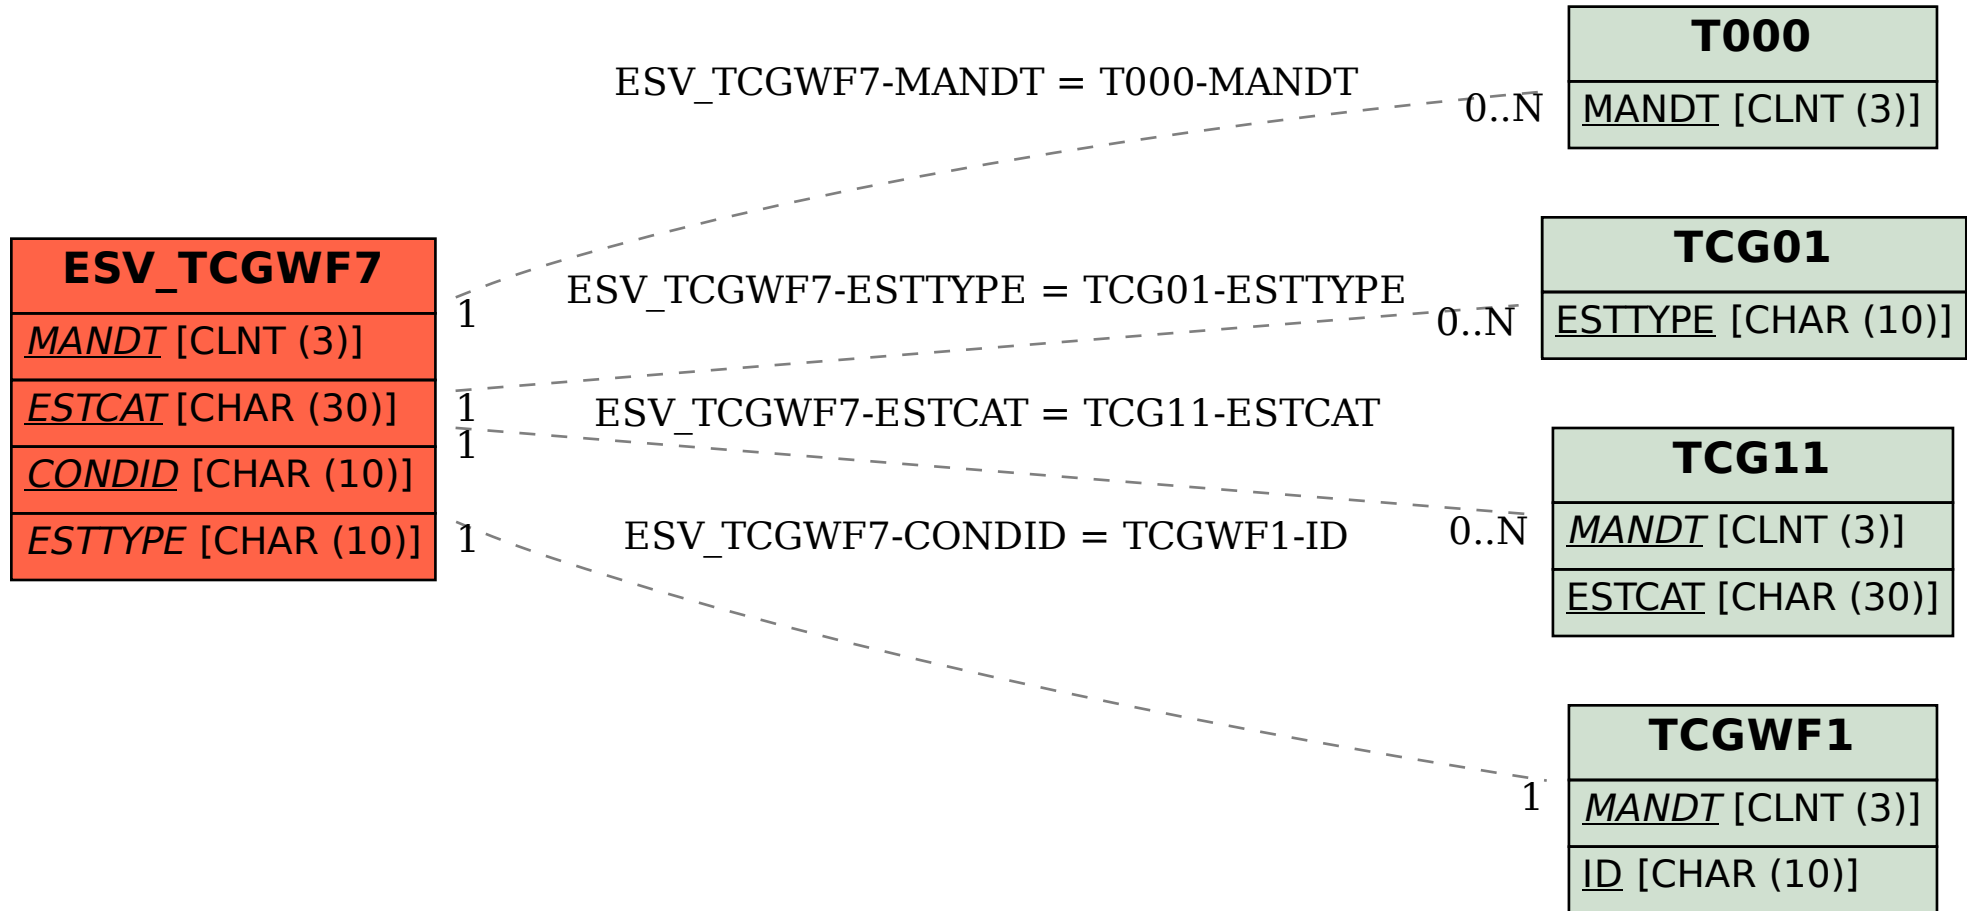 ESV_TCGWF7
MANDT [CLNT (3)]
ESTCAT [CHAR (30)]
CONDID [CHAR (10)]
ESTTYPE [CHAR (10)]
ESV_TCGWF7-MANDT = T000-MANDT
1
0..N
ESV_TCGWF7-ESTTYPE = TCG01-ESTTYPE
1
0..N
ESV_TCGWF7-ESTCAT = TCG11-ESTCAT
1
0..N
ESV_TCGWF7-CONDID = TCGWF1-ID
1
1
T000
MANDT [CLNT (3)]
TCG01
ESTTYPE [CHAR (10)]
TCG11
MANDT [CLNT (3)]
ESTCAT [CHAR (30)]
TCGWF1
MANDT [CLNT (3)]
ID [CHAR (10)]